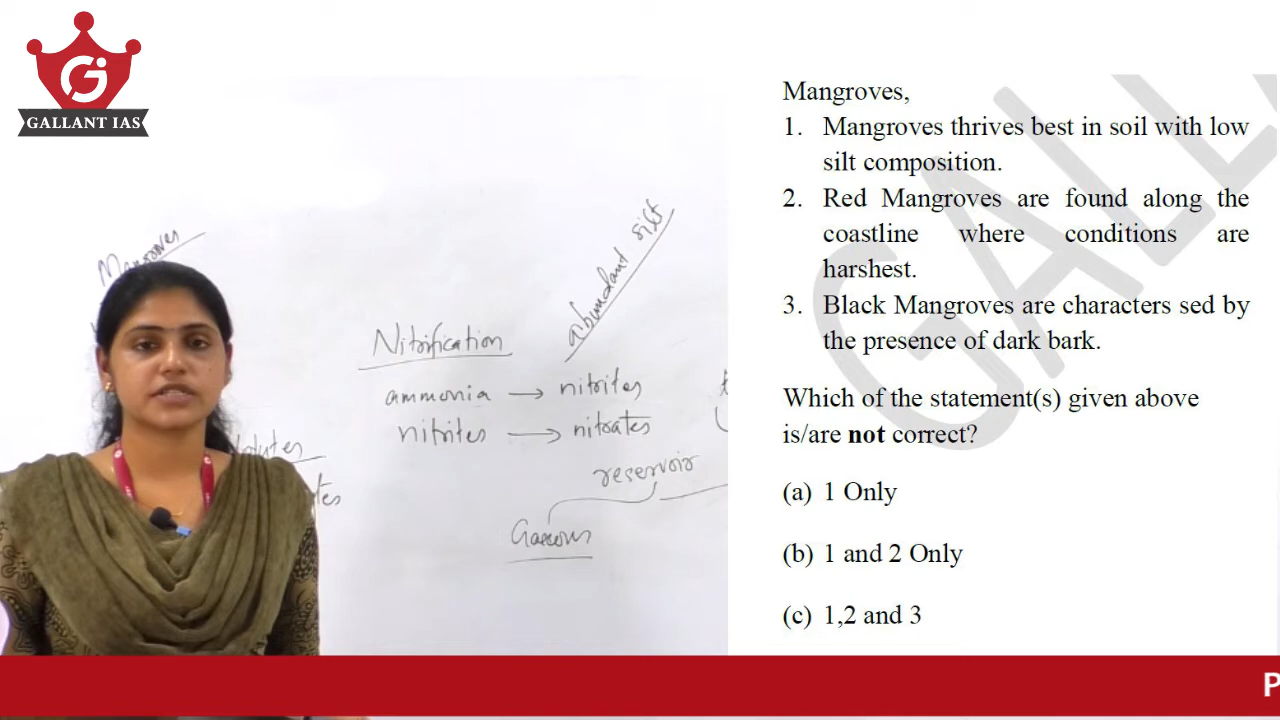 GALLANT IAS
Mangroves
abundant silt
Nitrification
ammonia → nitrites
nitrites → nitrates
reservoir
Gaseous
Mangroves,
1. Mangroves thrives best in soil with low
silt composition.
2. Red Mangroves are found along the
coastline where conditions are
harshest.
3. Black Mangroves are characters sed by
the presence of dark bark.
Which of the statement(s) given above
is/are not correct?
(a) 1 Only
(b) 1 and 2 Only
(c) 1,2 and 3
P